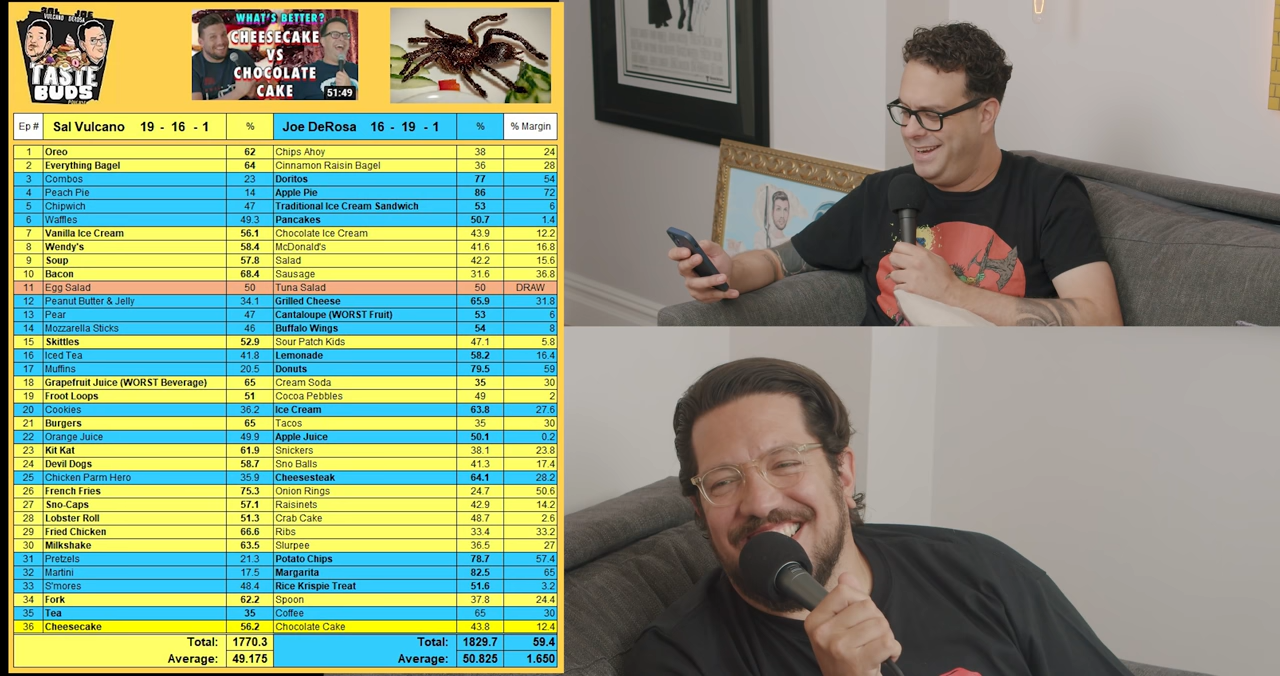 SAL JOE
VULCANO DEROSA
TASTE
BUDS
PODCAST
WHAT'S BETTER?
CHEESECAKE
VS
CHOCOLATE
CAKE
51:49
Ep # Sal Vulcano 19 - 16 - 1 % Joe DeRosa 16 - 19 - 1 % % Margin
1 Oreo 62 Chips Ahoy 38 24
2 Everything Bagel 64 Cinnamon Raisin Bagel 36 28
3 Combos 23 Doritos 77 54
4 Peach Pie 14 Apple Pie 86 72
5 Chipwich 47 Traditional Ice Cream Sandwich 53 6
6 Waffles 49.3 Pancakes 50.7 1.4
7 Vanilla Ice Cream 56.1 Chocolate Ice Cream 43.9 12.2
8 Wendy's 58.4 McDonald's 41.6 16.8
9 Soup 57.8 Salad 42.2 15.6
10 Bacon 68.4 Sausage 31.6 36.8
11 Egg Salad 50 Tuna Salad 50 DRAW
12 Peanut Butter & Jelly 34.1 Grilled Cheese 65.9 31.8
13 Pear 47 Cantaloupe (WORST Fruit) 53 6
14 Mozzarella Sticks 46 Buffalo Wings 54 8
15 Skittles 52.9 Sour Patch Kids 47.1 5.8
16 Iced Tea 41.8 Lemonade 58.2 16.4
17 Muffins 20.5 Donuts 79.5 59
18 Grapefruit Juice (WORST Beverage) 65 Cream Soda 35 30
19 Froot Loops 51 Cocoa Pebbles 49 2
20 Cookies 36.2 Ice Cream 63.8 27.6
21 Burgers 65 Tacos 35 30
22 Orange Juice 49.9 Apple Juice 50.1 0.2
23 Kit Kat 61.9 Snickers 38.1 23.8
24 Devil Dogs 58.7 Sno Balls 41.3 17.4
25 Chicken Parm Hero 35.9 Cheesesteak 64.1 28.2
26 French Fries 75.3 Onion Rings 24.7 50.6
27 Sno-Caps 57.1 Raisinets 42.9 14.2
28 Lobster Roll 51.3 Crab Cake 48.7 2.6
29 Fried Chicken 66.6 Ribs 33.4 33.2
30 Milkshake 63.5 Slurpee 36.5 27
31 Pretzels 21.3 Potato Chips 78.7 57.4
32 Martini 17.5 Margarita 82.5 65
33 S'mores 48.4 Rice Krispie Treat 51.6 3.2
34 Fork 62.2 Spoon 37.8 24.4
35 Tea 35 Coffee 65 30
36 Cheesecake 56.2 Chocolate Cake 43.8 12.4
Total: 1770.3 Total: 1829.7 59.4
Average: 49.175 Average: 50.825 1.650